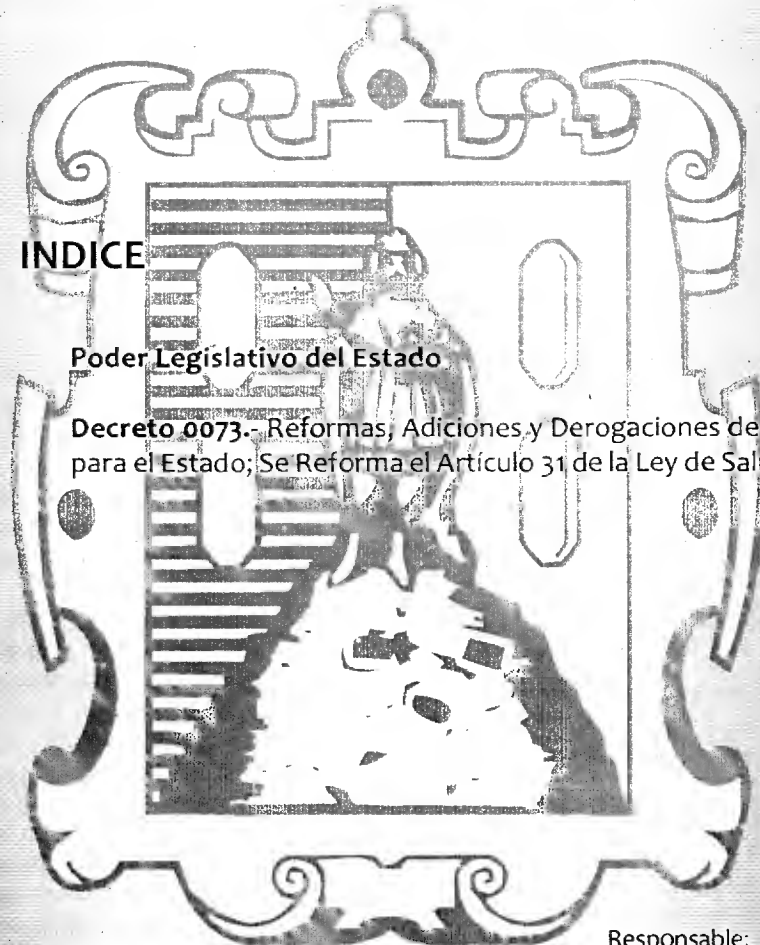 INDICE
Poder Legislativo del Estado
Decreto 0073.- Reformas, Adiciones y Derogaciones de
para el Estado; Se Reforma el Artículo 31 de la Ley de Sal
Responsable: